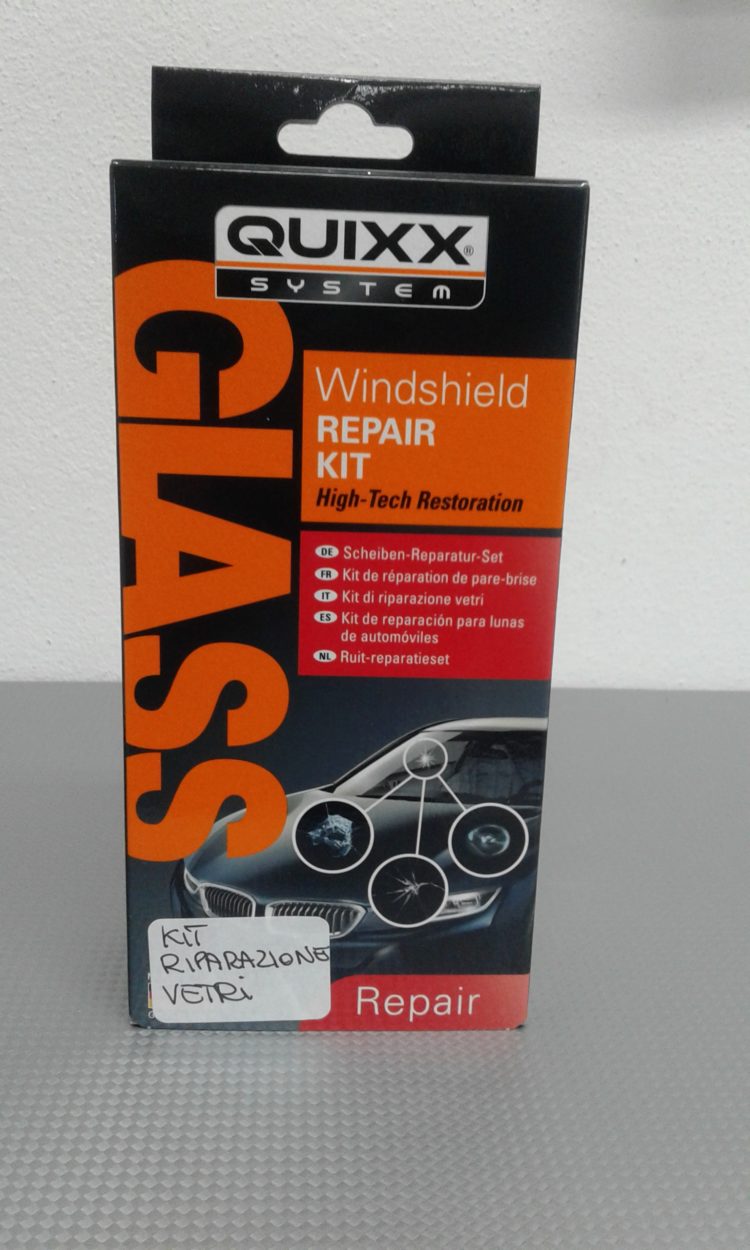 QUIXX®
SYSTEM
GLASS
Windshield
REPAIR
KIT
High-Tech Restoration
DE Scheiben-Reparatur-Set
FR Kit de réparation de pare-brise
IT Kit di riparazione vetri
ES Kit de reparación para lunas
de automóviles
NL Ruit-reparatieset
KIT
RIPARAZIONE
VETRi
Repair